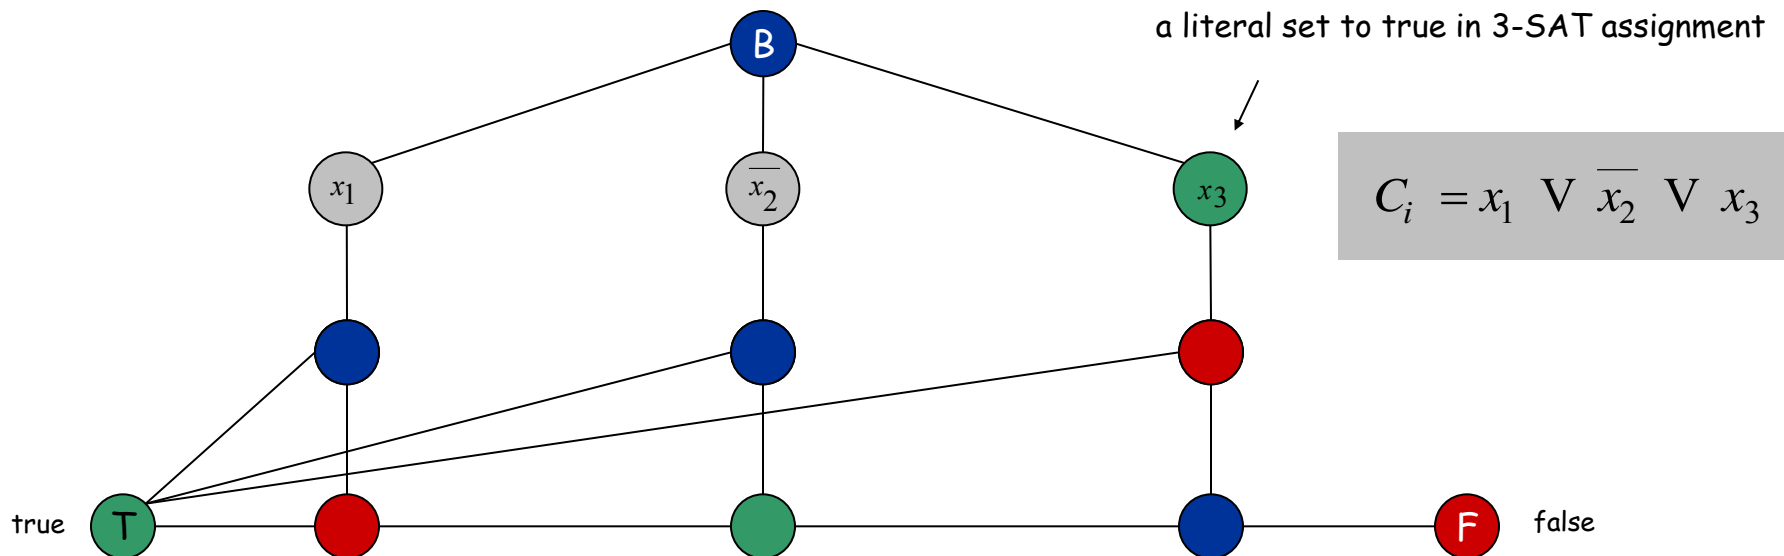 B
a literal set to true in 3-SAT assignment
x₁
x̅₂
x₃
Cᵢ = x₁ V x̅₂ V x₃
true
T
F
false